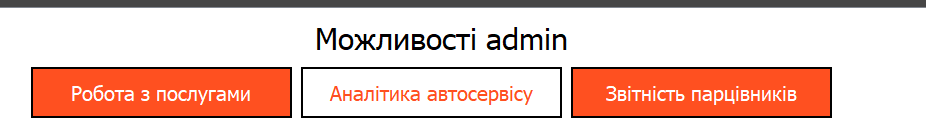 Можливості admin
Робота з послугами
Аналітика автосервісу
Звітність парцівників